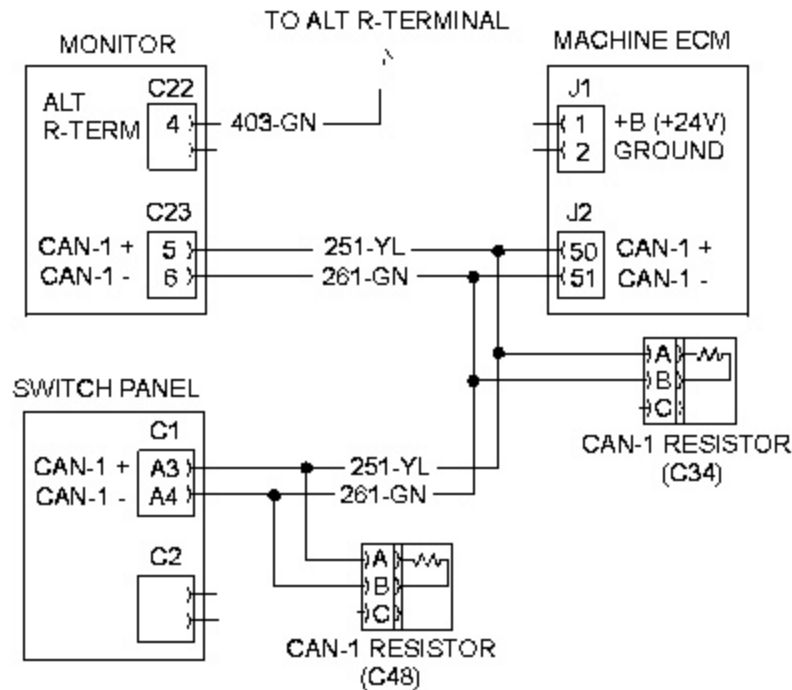 TO ALT R-TERMINAL
MONITOR
MACHINE ECM
C22
ALT
R-TERM
4
403-GN
J1
1 +B (+24V)
2 GROUND
C23
CAN-1 + 5
CAN-1 - 6
251-YL
261-GN
J2
50 CAN-1 +
51 CAN-1 -
A
B
C
CAN-1 RESISTOR
(C34)
SWITCH PANEL
C1
CAN-1 + A3
CAN-1 - A4
251-YL
261-GN
C2
A
B
C
CAN-1 RESISTOR
(C48)